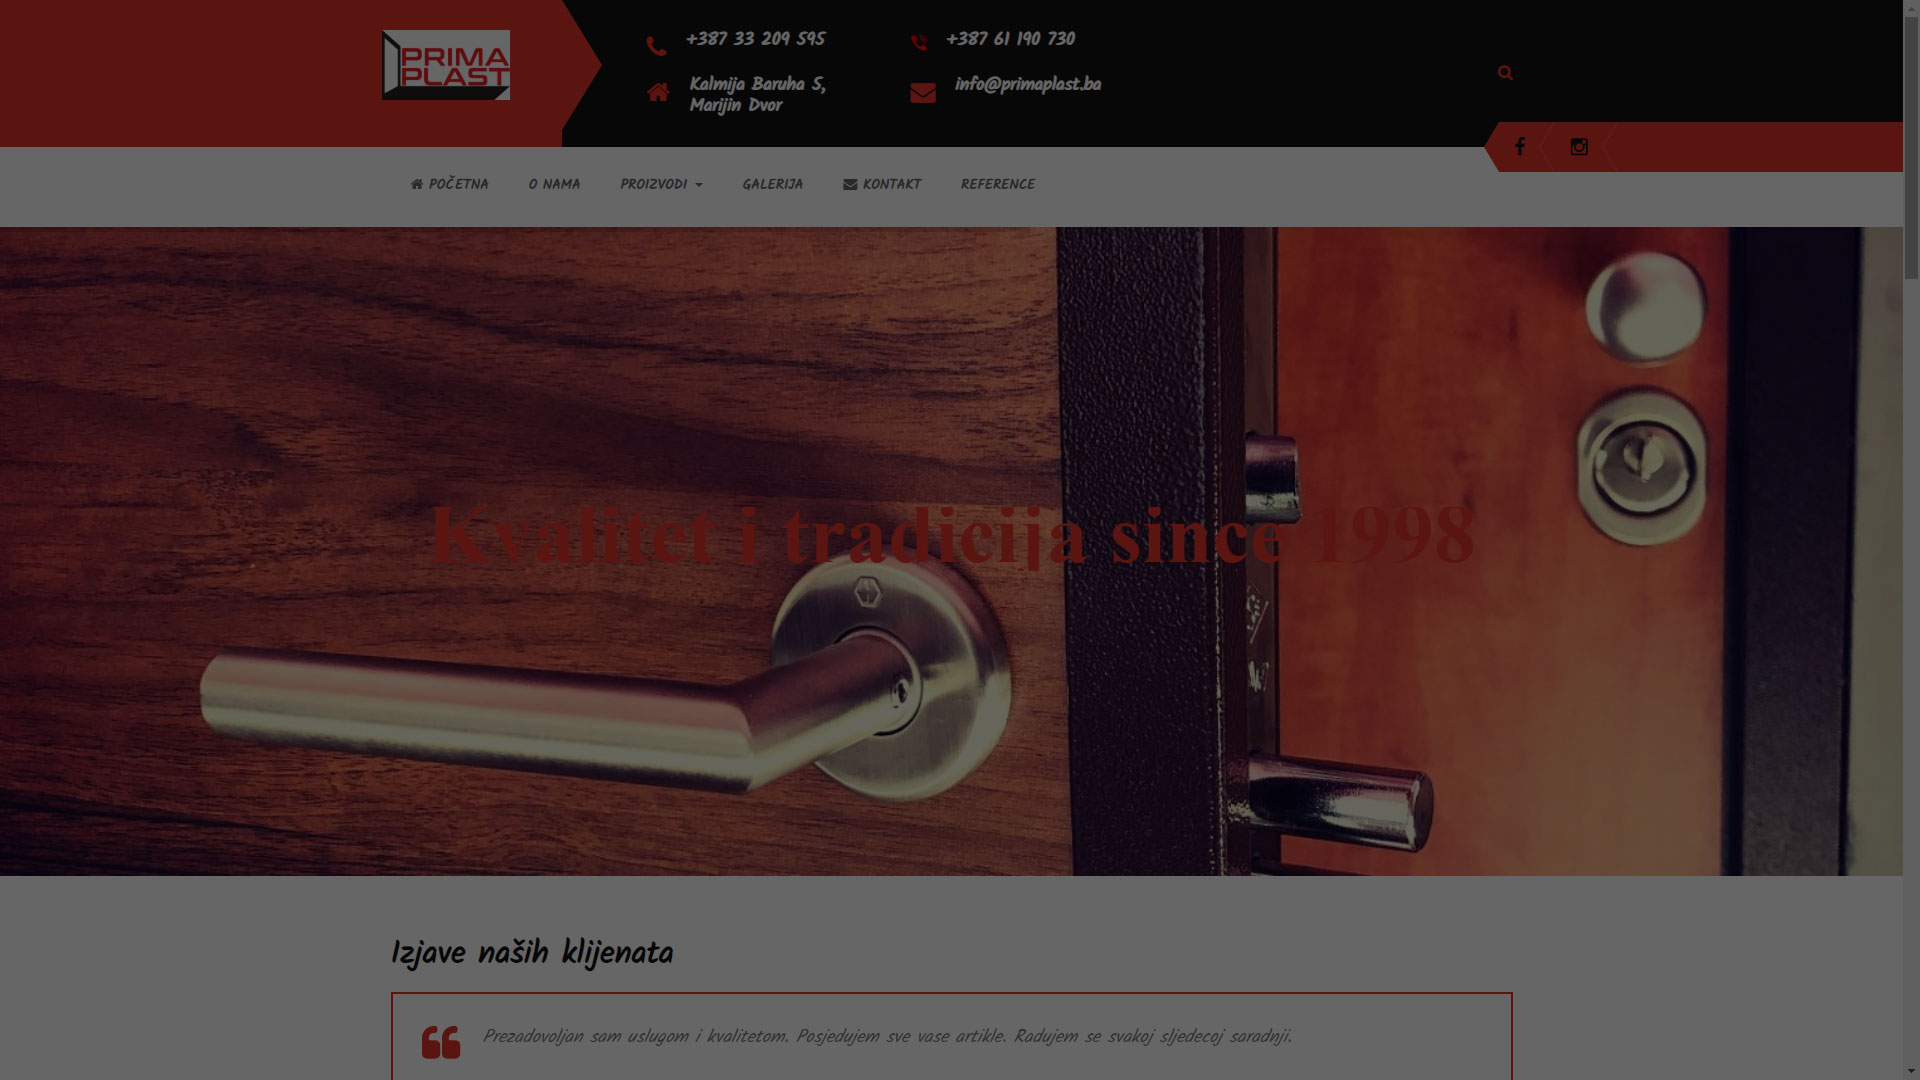 PRIMA
PLAST
+387 33 209 595
+387 61 190 730
Kalmija Baruha 5,
Marijin Dvor
info@primaplast.ba
POČETNA
O NAMA
PROIZVODI
GALERIJA
KONTAKT
REFERENCE
Kvalitet i tradicija since 1998
Izjave naših klijenata
Prezadovoljan sam uslugom i kvalitetom. Posjedujem sve vase artikle. Radujem se svakoj sljedecoj saradnji.